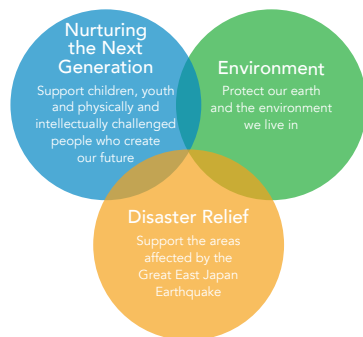 Nurturing
the Next
Generation
Support children, youth
and physically and
intellectually challenged
people who create
our future
Environment
Protect our earth
and the environment
we live in
Disaster Relief
Support the areas
affected by the
Great East Japan
Earthquake